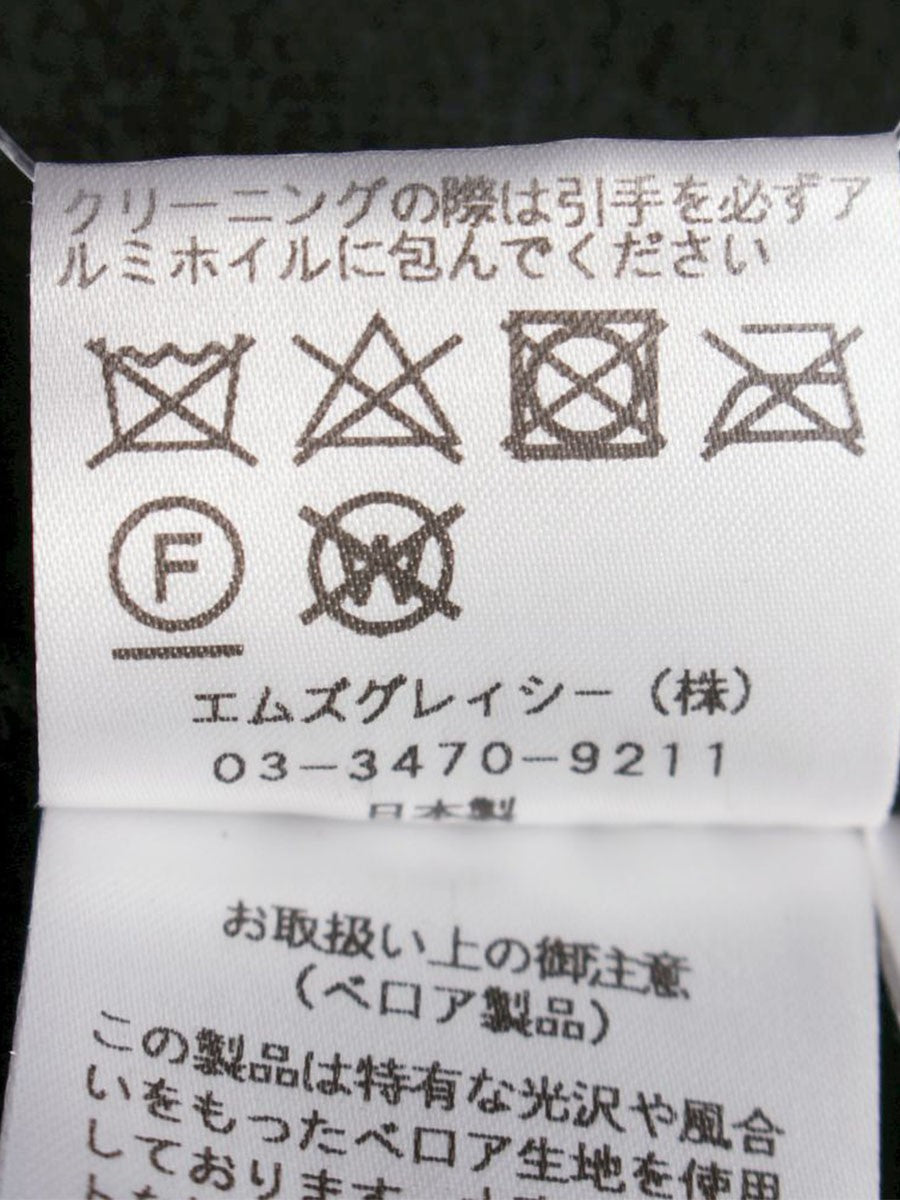 クリーニングの際は引手を必ずア
ルミホイルに包んでください
F
W
エムズグレイシー（株）
03-3470-9211
日本製
お取扱い上の御注意
（ベロア製品）
この製品は特有な光沢や風合
いをもったベロア生地を使用
しております